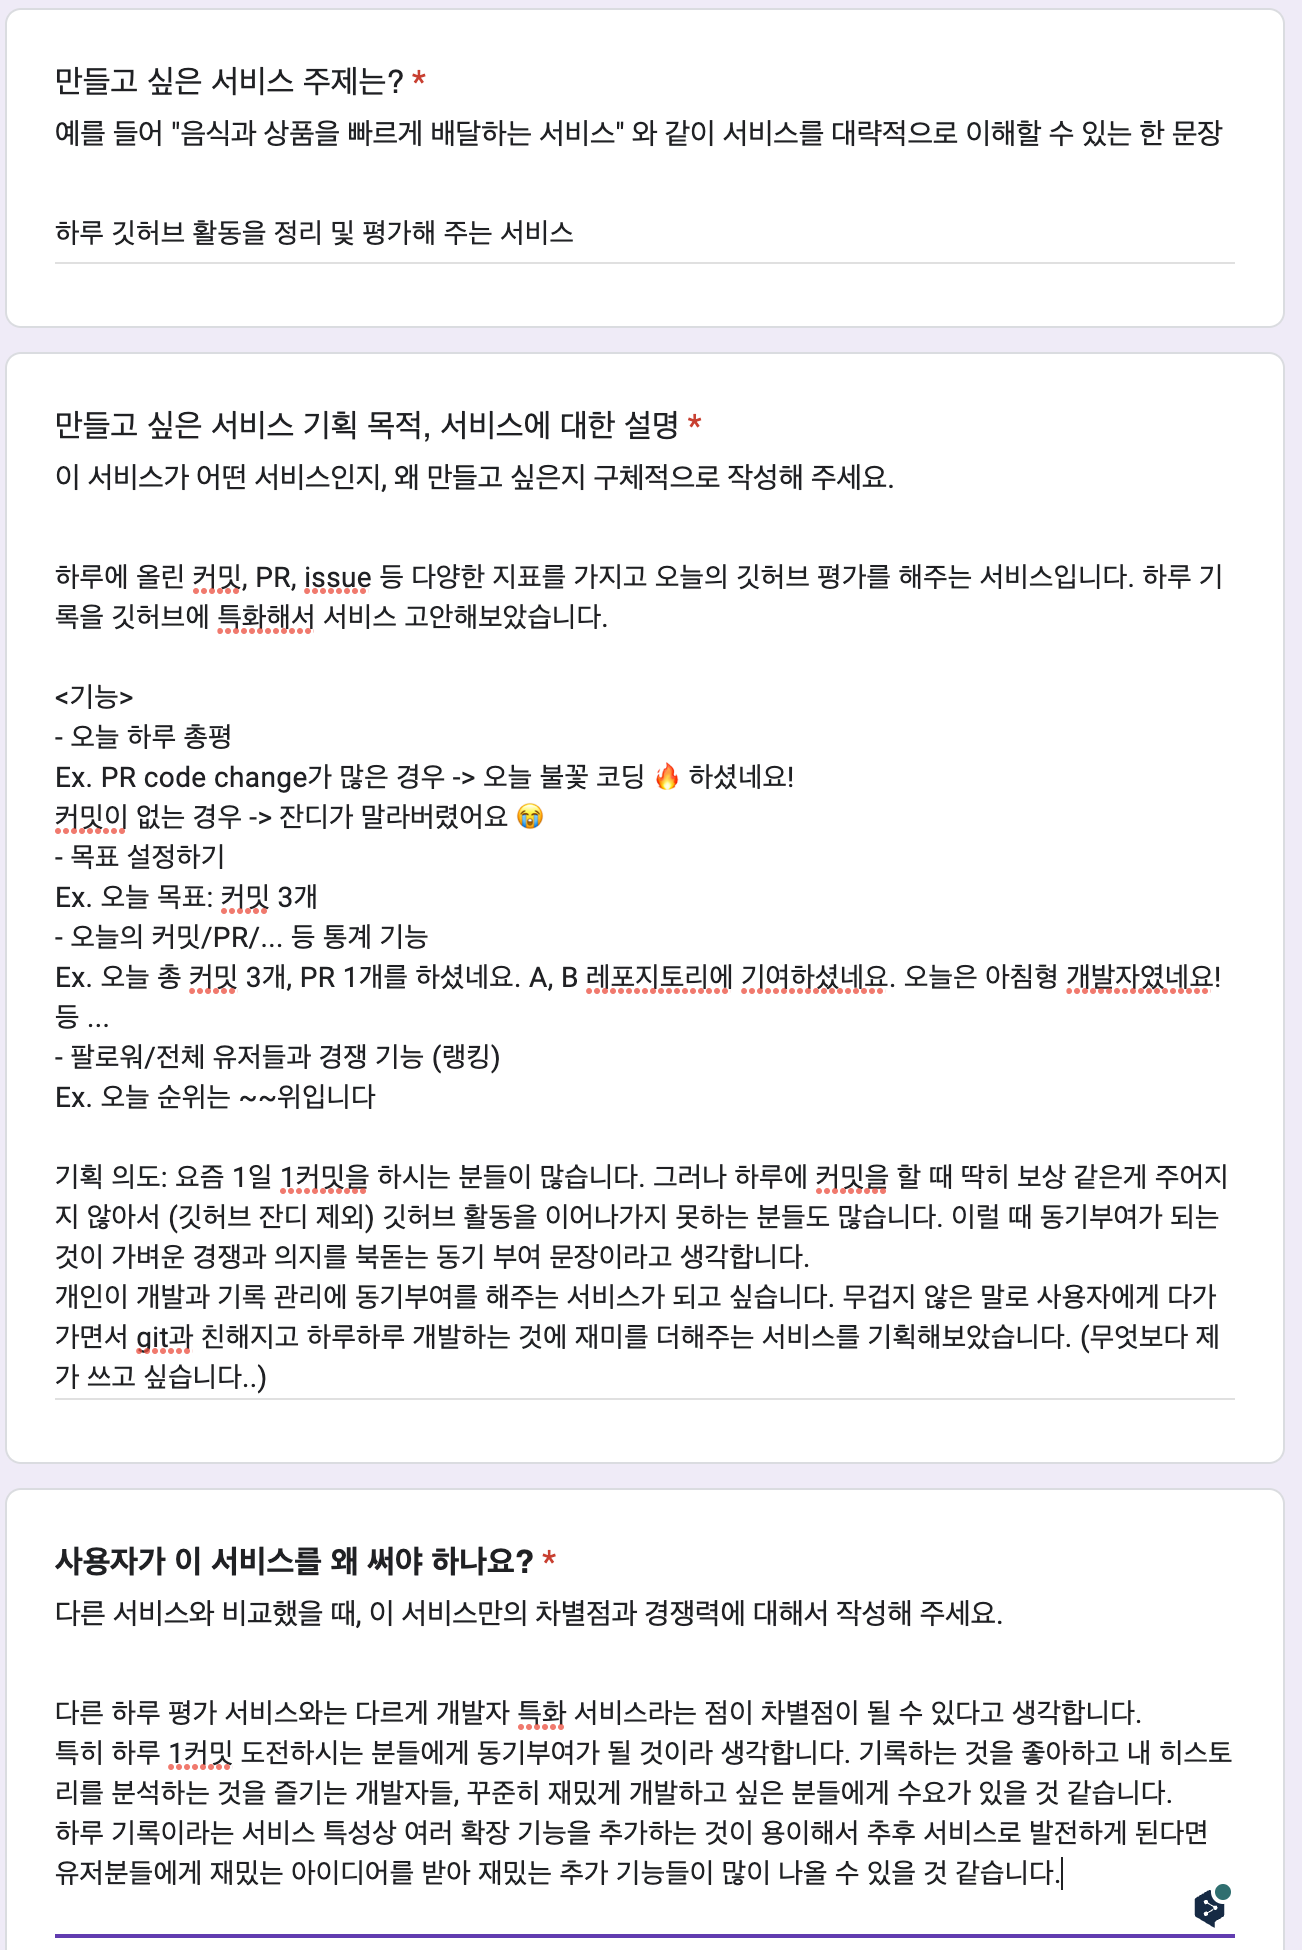 만들고 싶은 서비스 주제는? *
예를 들어 "음식과 상품을 빠르게 배달하는 서비스" 와 같이 서비스를 대략적으로 이해할 수 있는 한 문장
하루 깃허브 활동을 정리 및 평가해 주는 서비스
만들고 싶은 서비스 기획 목적, 서비스에 대한 설명 *
이 서비스가 어떤 서비스인지, 왜 만들고 싶은지 구체적으로 작성해 주세요.
하루에 올린 커밋, PR, issue 등 다양한 지표를 가지고 오늘의 깃허브 평가를 해주는 서비스입니다. 하루 기
록을 깃허브에 특화해서 서비스 고안해보았습니다.
<기능>
- 오늘 하루 총평
Ex. PR code change가 많은 경우 -> 오늘 불꽃 코딩 🔥 하셨네요!
커밋이 없는 경우 -> 잔디가 말라버렸어요 😭
- 목표 설정하기
Ex. 오늘 목표: 커밋 3개
- 오늘의 커밋/PR/... 등 통계 기능
Ex. 오늘 총 커밋 3개, PR 1개를 하셨네요. A, B 레포지토리에 기여하셨네요. 오늘은 아침형 개발자였네요!
등 ...
- 팔로워/전체 유저들과 경쟁 기능 (랭킹)
Ex. 오늘 순위는 ~~위입니다
기획 의도: 요즘 1일 1커밋을 하시는 분들이 많습니다. 그러나 하루에 커밋을 할 때 딱히 보상 같은게 주어지
지 않아서 (깃허브 잔디 제외) 깃허브 활동을 이어나가지 못하는 분들도 많습니다. 이럴 때 동기부여가 되는
것이 가벼운 경쟁과 의지를 북돋는 동기 부여 문장이라고 생각합니다.
개인이 개발과 기록 관리에 동기부여를 해주는 서비스가 되고 싶습니다. 무겁지 않은 말로 사용자에게 다가
가면서 git과 친해지고 하루하루 개발하는 것에 재미를 더해주는 서비스를 기획해보았습니다. (무엇보다 제
가 쓰고 싶습니다..)
사용자가 이 서비스를 왜 써야 하나요? *
다른 서비스와 비교했을 때, 이 서비스만의 차별점과 경쟁력에 대해서 작성해 주세요.
다른 하루 평가 서비스와는 다르게 개발자 특화 서비스라는 점이 차별점이 될 수 있다고 생각합니다.
특히 하루 1커밋 도전하시는 분들에게 동기부여가 될 것이라 생각합니다. 기록하는 것을 좋아하고 내 히스토
리를 분석하는 것을 즐기는 개발자들, 꾸준히 재밌게 개발하고 싶은 분들에게 수요가 있을 것 같습니다.
하루 기록이라는 서비스 특성상 여러 확장 기능을 추가하는 것이 용이해서 추후 서비스로 발전하게 된다면
유저분들에게 재밌는 아이디어를 받아 재밌는 추가 기능들이 많이 나올 수 있을 것 같습니다.